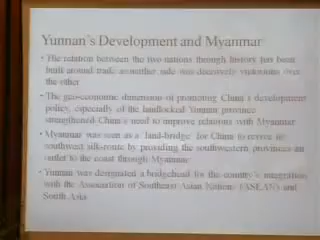 Yunnan's Development and Myanmar
• The relation between the two nations through history has been
built around trade as neither side was decisively victorious over
the other
• The geo-economic dimension of promoting China's development
policy, especially of the landlocked Yunnan province
strengthened China's need to improve relations with Myanmar
• Myanmar was seen as a 'land-bridge' for China to revive its
southwest silk-route by providing the southwestern provinces an
outlet to the coast through Myanmar
• Yunnan was designated a bridgehead for the country's integration
with the Association of Southeast Asian Nations (ASEAN) and
South Asia